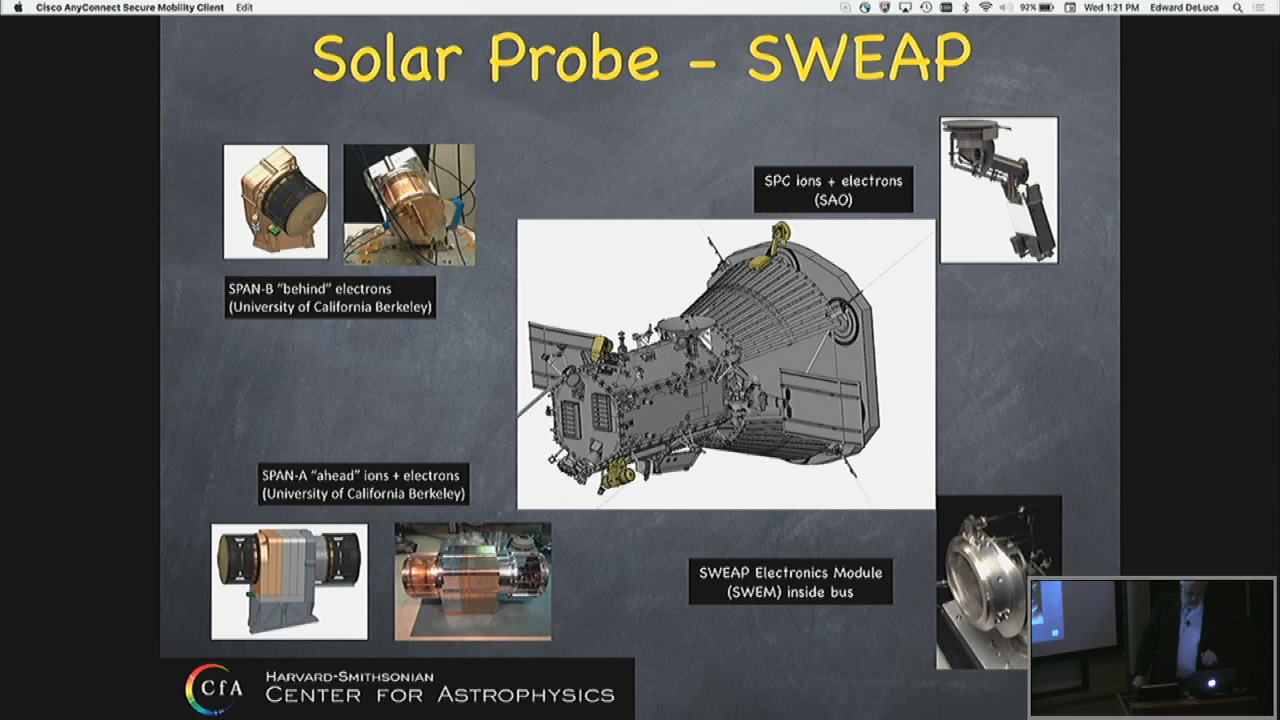 Cisco AnyConnect Secure Mobility Client Edit
92% Wed 1:21 PM Edward DeLuca
Solar Probe - SWEAP
SPC ions + electrons
(SAO)
SPAN-B "behind" electrons
(University of California Berkeley)
SPAN-A "ahead" ions + electrons
(University of California Berkeley)
SWEAP Electronics Module
(SWEM) inside bus
CfA
HARVARD-SMITHSONIAN
CENTER FOR ASTROPHYSICS